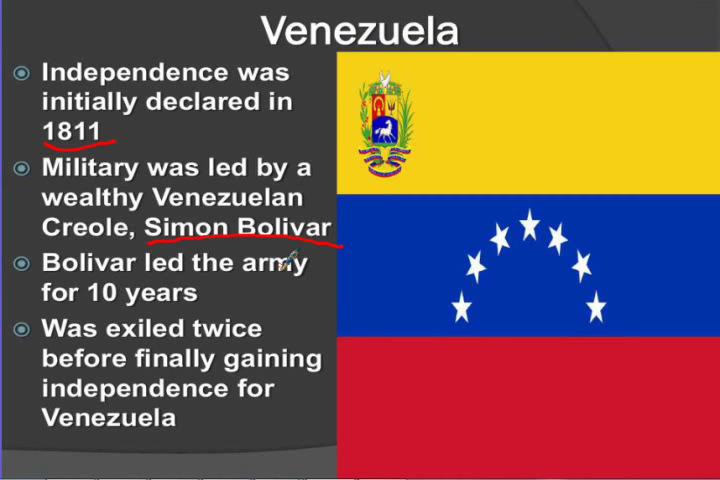 Venezuela
Independence was
initially declared in
1811
Military was led by a
wealthy Venezuelan
Creole, Simon Bolivar
Bolivar led the army
for 10 years
Was exiled twice
before finally gaining
independence for
Venezuela